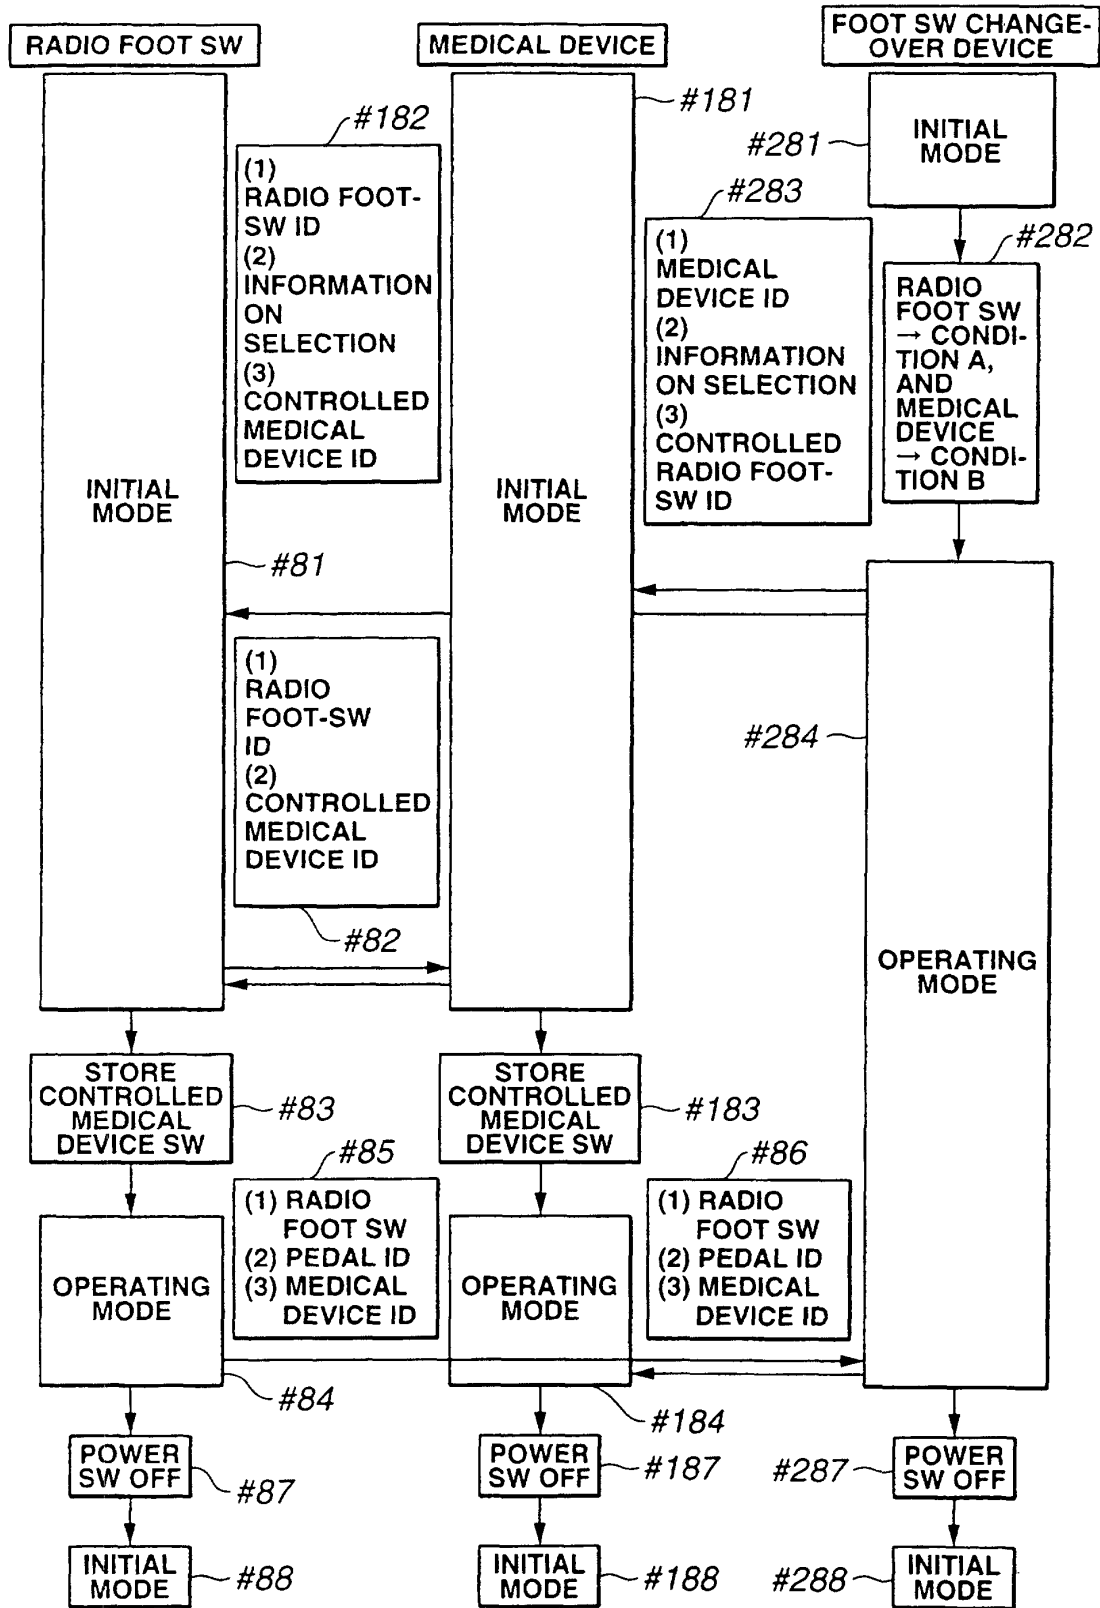 RADIO FOOT SW
MEDICAL DEVICE
FOOT SW CHANGE-
OVER DEVICE
#181
#182
INITIAL
MODE
#281
(1)
RADIO FOOT-
SW ID
(2)
INFORMATION
ON
SELECTION
(3)
CONTROLLED
MEDICAL
DEVICE ID
#283
(1)
MEDICAL
DEVICE ID
(2)
INFORMATION
ON SELECTION
(3)
CONTROLLED
RADIO FOOT-
SW ID
#282
RADIO
FOOT SW
→ CONDI-
TION A,
AND
MEDICAL
DEVICE
→ CONDI-
TION B
INITIAL
MODE
INITIAL
MODE
#81
(1)
RADIO
FOOT-SW
ID
(2)
CONTROLLED
MEDICAL
DEVICE ID
#82
#284
OPERATING
MODE
STORE
CONTROLLED
MEDICAL
DEVICE SW
#83
STORE
CONTROLLED
MEDICAL
DEVICE SW
#183
#85
(1) RADIO
FOOT SW
(2) PEDAL ID
(3) MEDICAL
DEVICE ID
#86
(1) RADIO
FOOT SW
(2) PEDAL ID
(3) MEDICAL
DEVICE ID
OPERATING
MODE
OPERATING
MODE
#84
#184
POWER
SW OFF
#87
POWER
SW OFF
#187
#287
POWER
SW OFF
INITIAL
MODE
#88
INITIAL
MODE
#188
#288
INITIAL
MODE